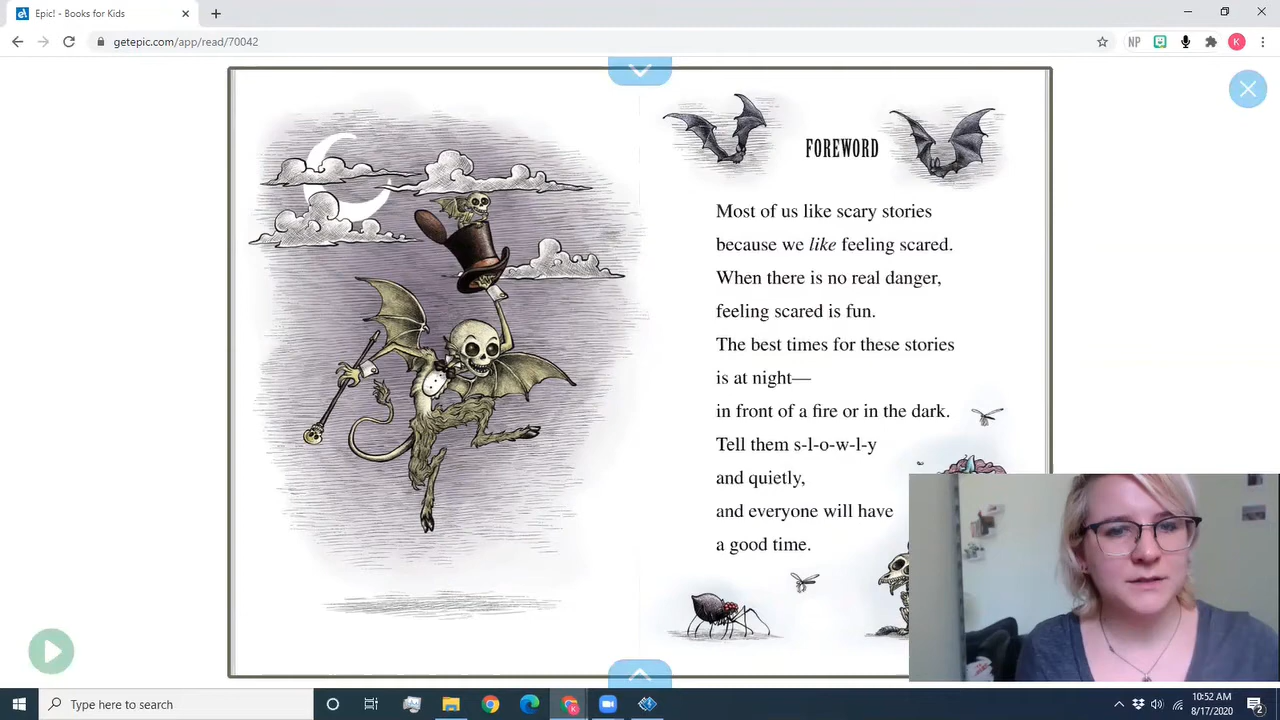 Epic! - Books for Kids
getepic.com/app/read/70042
NP
K
FOREWORD
Most of us like scary stories
because we like feeling scared.
When there is no real danger,
feeling scared is fun.
The best times for these stories
is at night—
in front of a fire or in the dark.
Tell them s-l-o-w-l-y
and quietly,
and everyone will have
a good time.
Type here to search
10:52 AM
8/17/2020
2